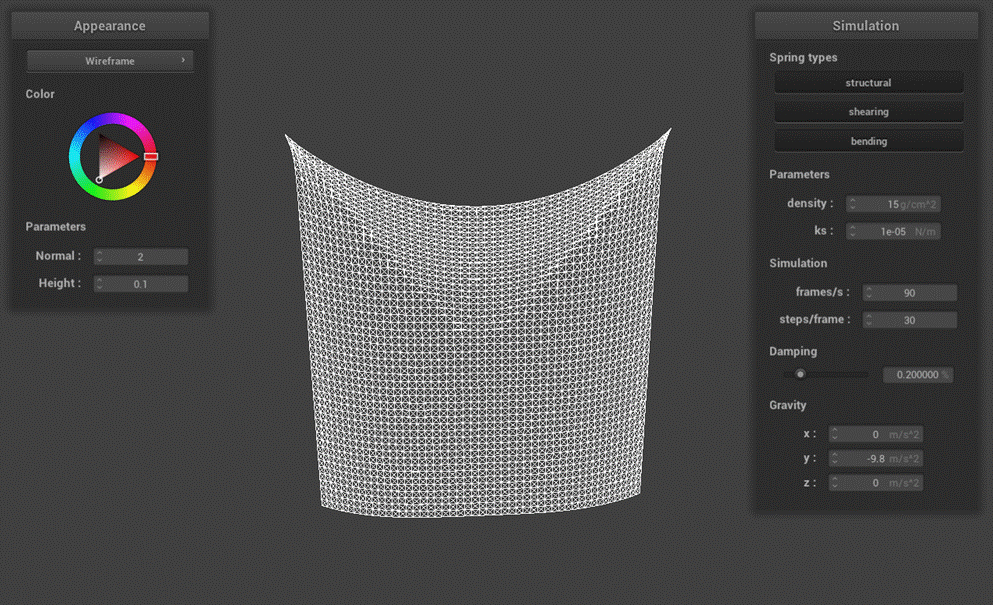 Appearance
Wireframe ›
Color
Parameters
Normal : 2
Height : 0.1
Simulation
Spring types
structural
shearing
bending
Parameters
density : 15 g/cm^2
ks : 1e-05 N/m
Simulation
frames/s : 90
steps/frame : 30
Damping
0.200000 %
Gravity
x : 0 m/s^2
y : -9.8 m/s^2
z : 0 m/s^2